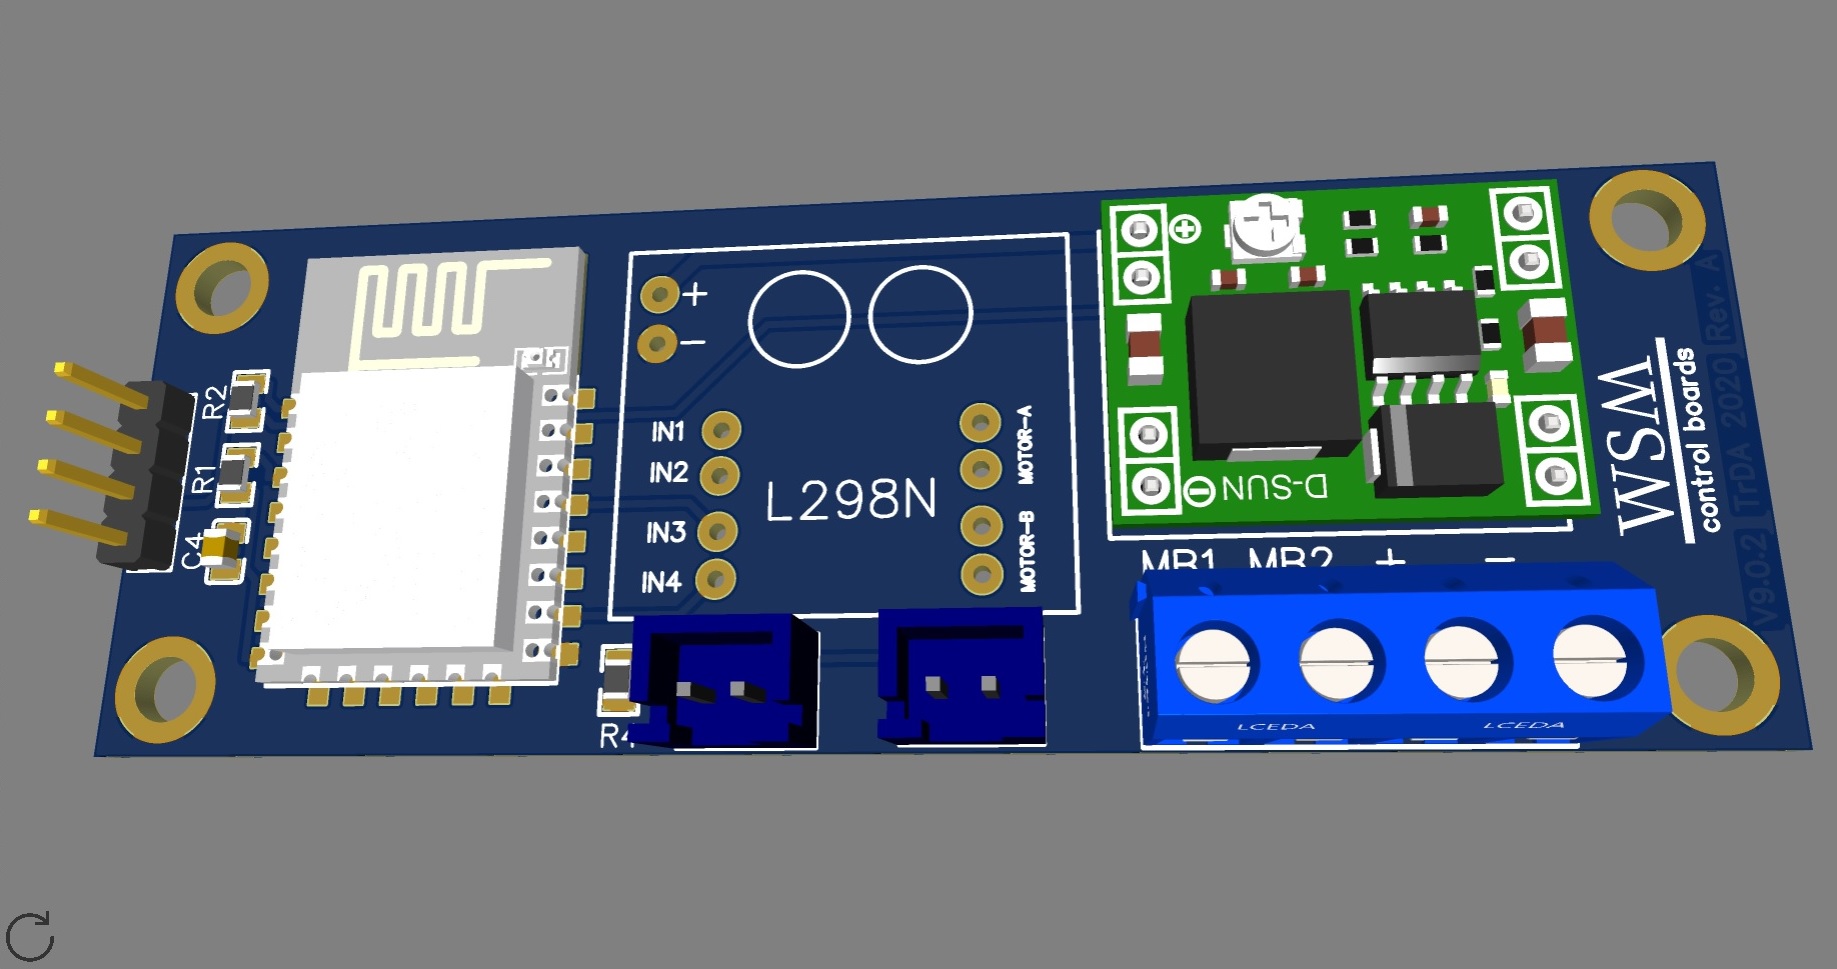 R2
R1
C4
+
−
IN1
IN2
IN3
IN4
L298N
MOTOR-A
MOTOR-B
R4
D-SUN
MB1 MB2 + −
LCEDA LCEDA
WSW
control boards
V9.0.2 TrDA 2020 Rev. A